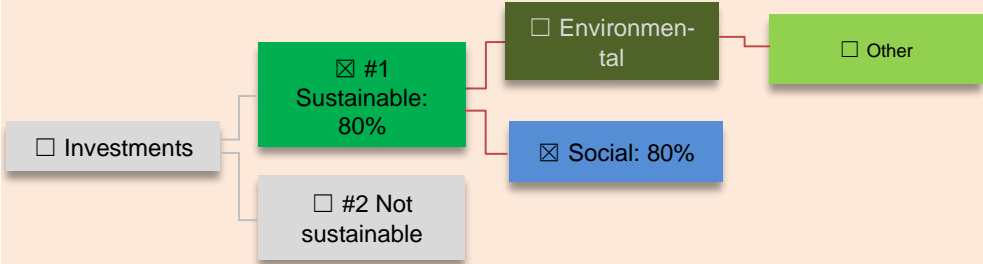 ☐ Investments
☒ #1
Sustainable:
80%
☐ #2 Not
sustainable
☐ Environmen-
tal
☒ Social: 80%
☐ Other